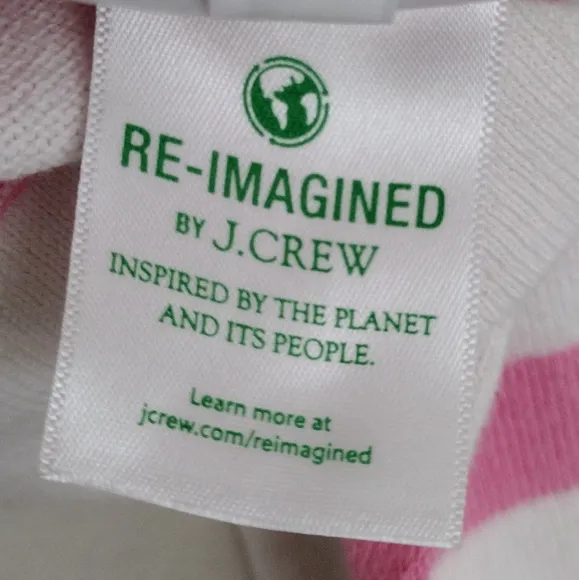 RE-IMAGINED
BY J.CREW
INSPIRED BY THE PLANET
AND ITS PEOPLE.
Learn more at
jcrew.com/reimagined